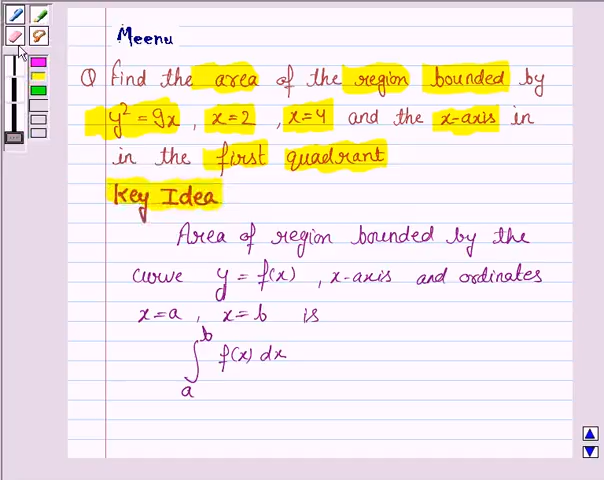 Meenu
Q Find the area of the region bounded by
y² = 9x , x=2 , x=4 and the x-axis in
in the first quadrant
Key Idea
Area of region bounded by the
curve y = f(x) , x-axis and ordinates
x=a , x=b is
∫ₐᵇ f(x) dx